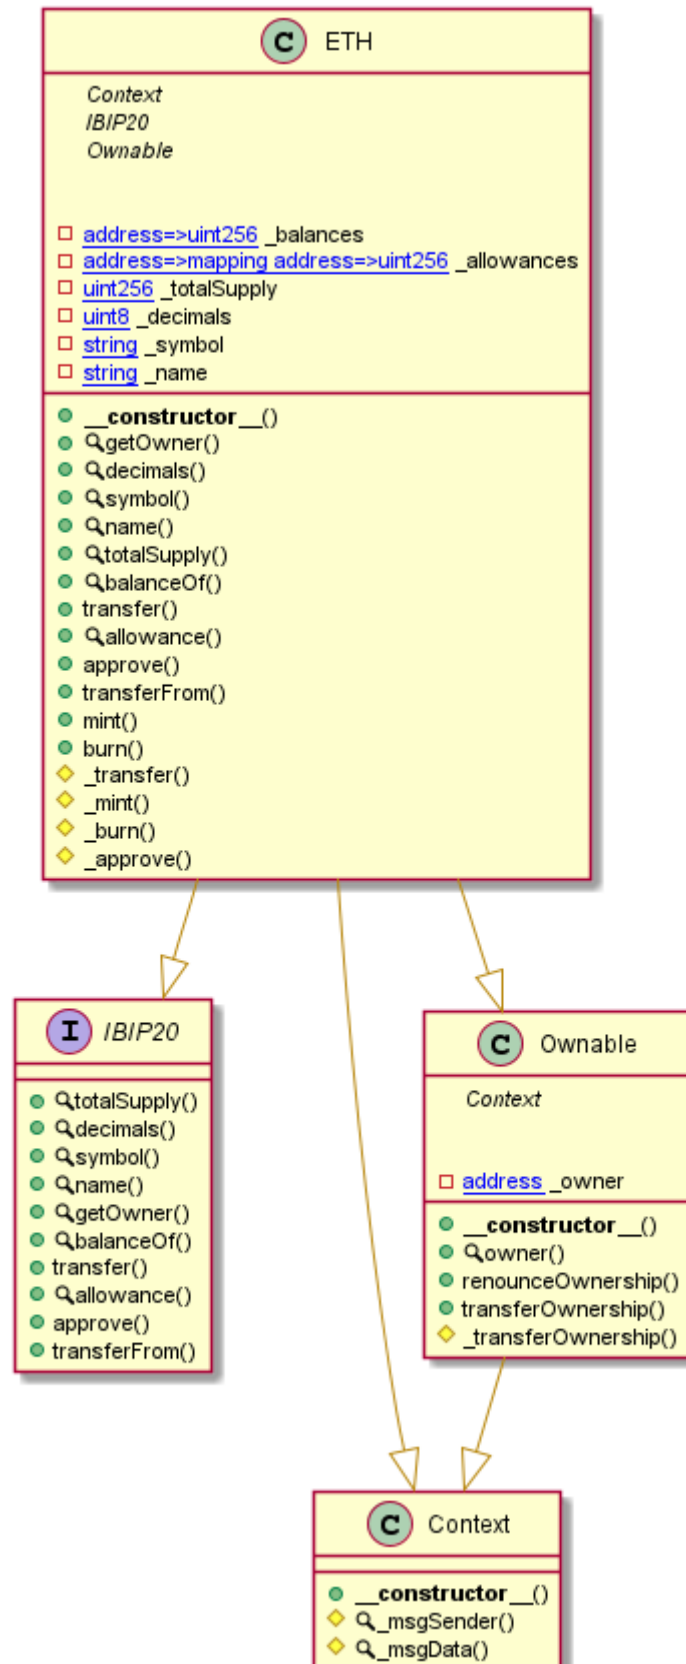 C ETH
Context
IBIP20
Ownable
address=>uint256 _balances
address=>mapping address=>uint256 _allowances
uint256 _totalSupply
uint8 _decimals
string _symbol
string _name
__constructor__()
getOwner()
decimals()
symbol()
name()
totalSupply()
balanceOf()
transfer()
allowance()
approve()
transferFrom()
mint()
burn()
_transfer()
_mint()
_burn()
_approve()
I IBIP20
totalSupply()
decimals()
symbol()
name()
getOwner()
balanceOf()
transfer()
allowance()
approve()
transferFrom()
C Ownable
Context
address _owner
__constructor__()
owner()
renounceOwnership()
transferOwnership()
_transferOwnership()
C Context
__constructor__()
_msgSender()
_msgData()